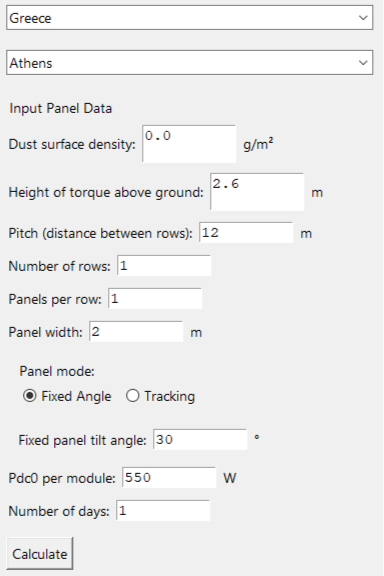 Greece
Athens
Input Panel Data
Dust surface density: 0.0 g/m²
Height of torque above ground: 2.6 m
Pitch (distance between rows): 12 m
Number of rows: 1
Panels per row: 1
Panel width: 2 m
Panel mode:
Fixed Angle Tracking
Fixed panel tilt angle: 30 °
Pdc0 per module: 550 W
Number of days: 1
Calculate